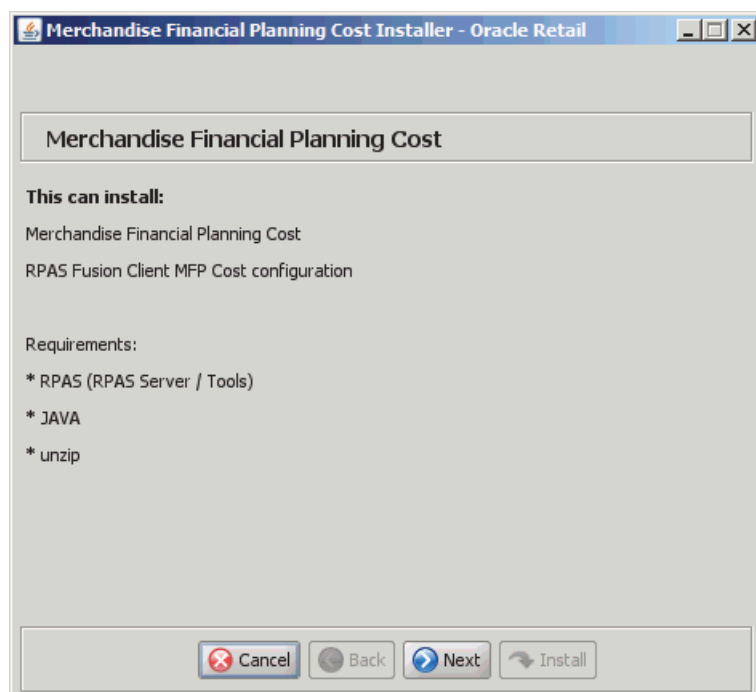 Merchandise Financial Planning Cost Installer - Oracle Retail
Merchandise Financial Planning Cost
This can install:
Merchandise Financial Planning Cost
RPAS Fusion Client MFP Cost configuration
Requirements:
* RPAS (RPAS Server / Tools)
* JAVA
* unzip
Cancel Back Next Install